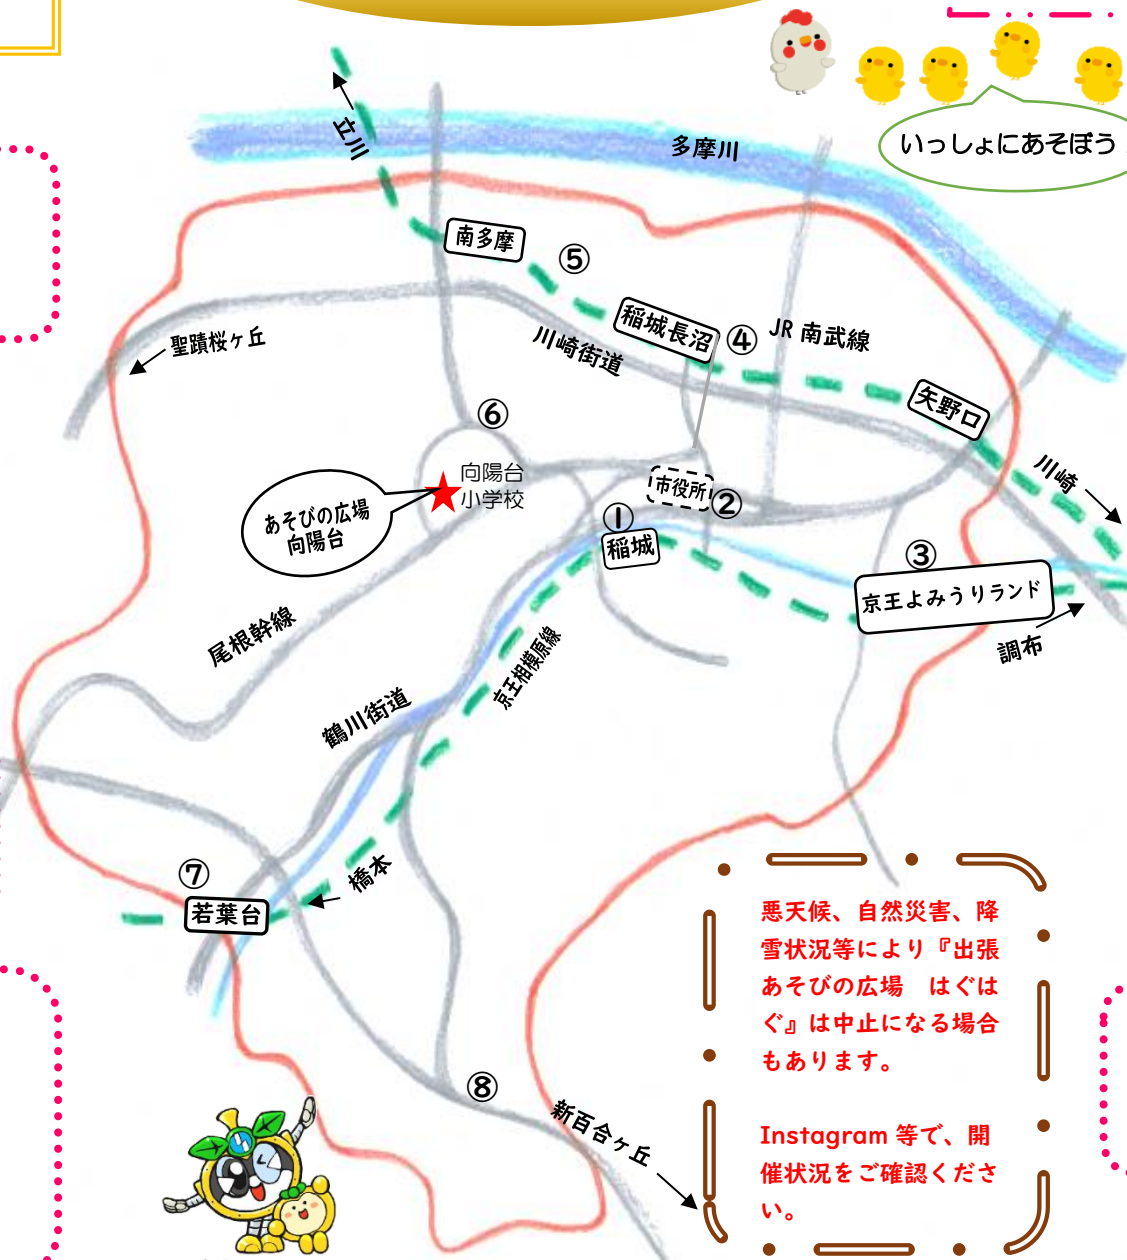 いっしょにあそぼう
立川
多摩川
南多摩
⑤
稲城長沼
④
JR 南武線
聖蹟桜ヶ丘
川崎街道
矢野口
⑥
川崎
向陽台
小学校
あそびの広場
向陽台
市役所
②
①
稲城
③
京王よみうりランド
調布
尾根幹線
京王相模原線
鶴川街道
⑦
橋本
若葉台
⑧
新百合ヶ丘
悪天候、自然災害、降
雪状況等により『出張
あそびの広場　はぐは
ぐ』は中止になる場合
もあります。
Instagram 等で、開
催状況をご確認くださ
い。